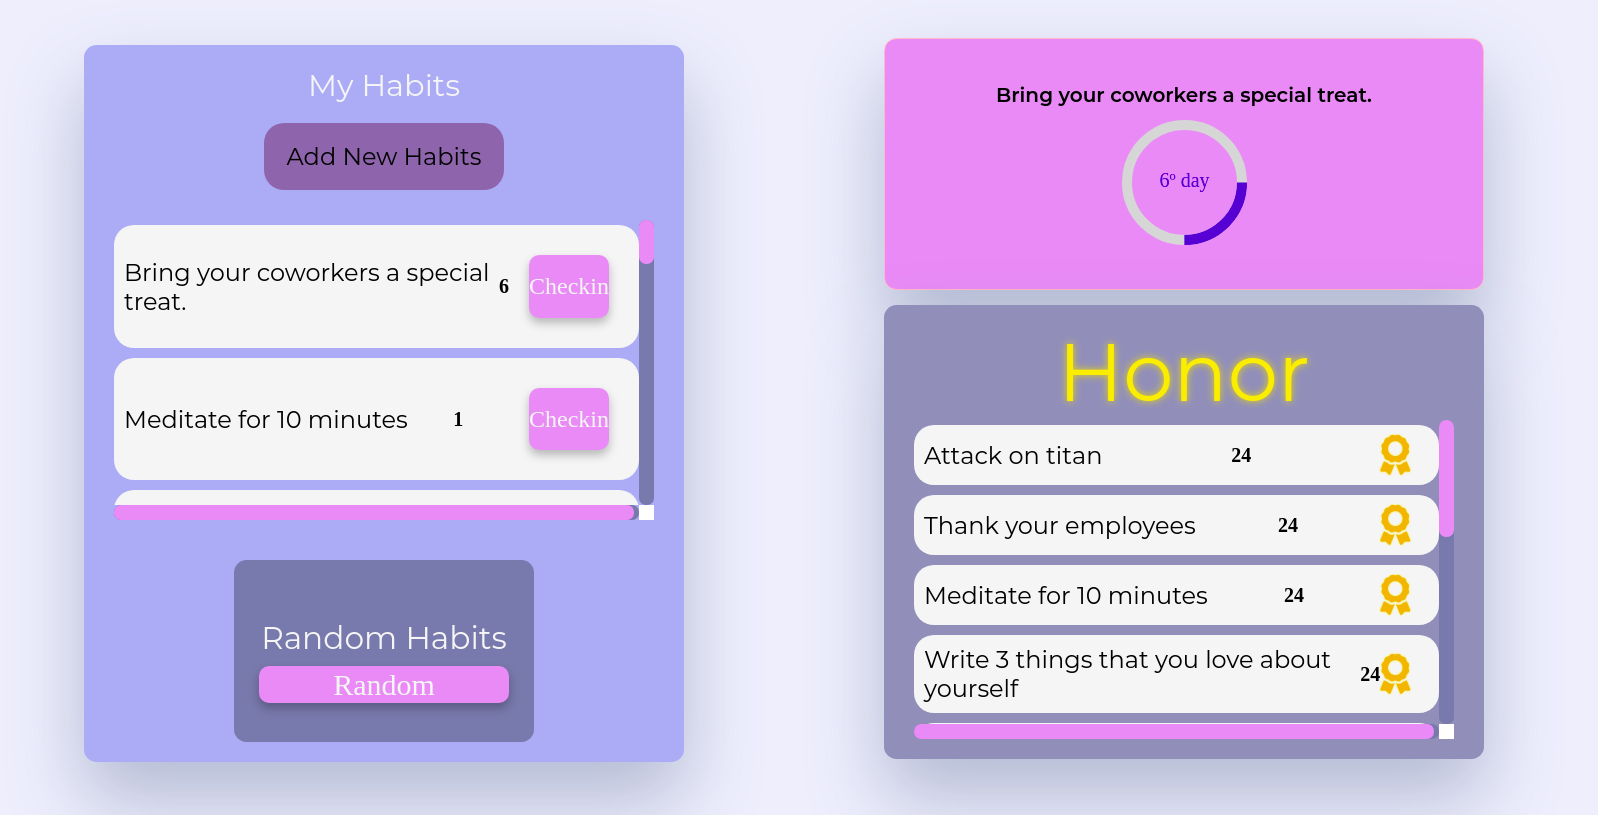 My Habits
Add New Habits
Bring your coworkers a special
treat.
6
Checkin
Meditate for 10 minutes
1
Checkin
Random Habits
Random
Bring your coworkers a special treat.
6º day
Honor
Attack on titan
24
Thank your employees
24
Meditate for 10 minutes
24
Write 3 things that you love about
yourself
24